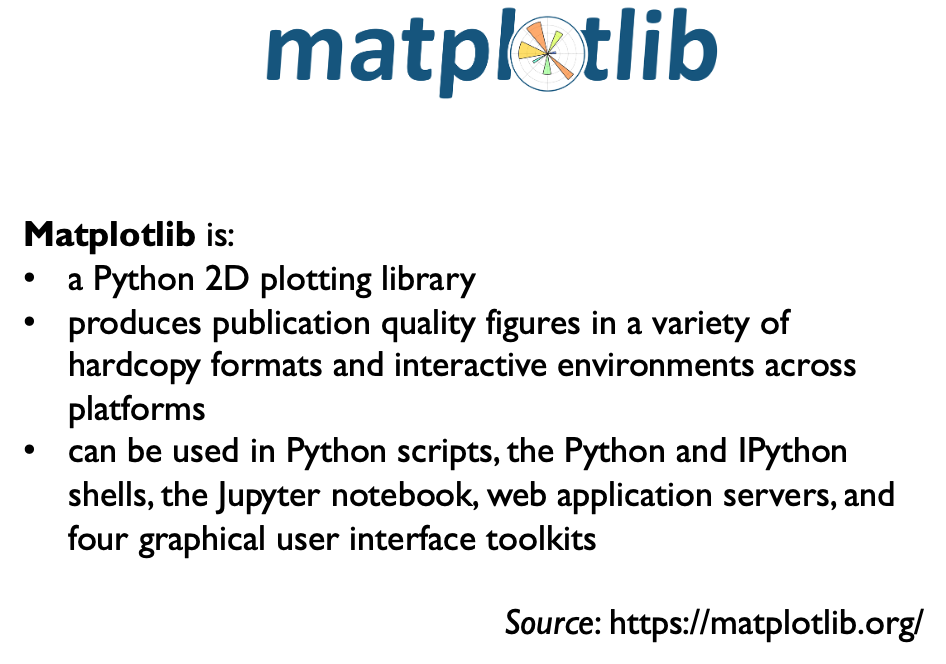 matplotlib
Matplotlib is:
• a Python 2D plotting library
• produces publication quality figures in a variety of
hardcopy formats and interactive environments across
platforms
• can be used in Python scripts, the Python and IPython
shells, the Jupyter notebook, web application servers, and
four graphical user interface toolkits
Source: https://matplotlib.org/